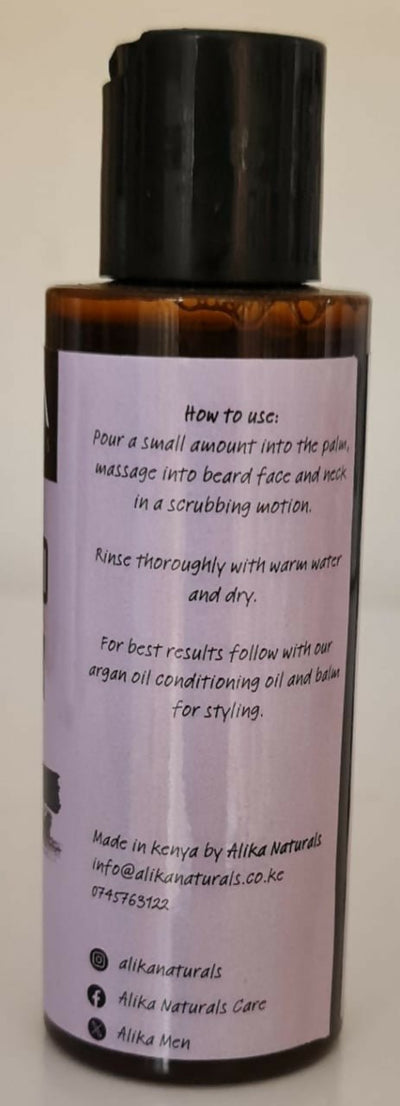 How to use:
Pour a small amount into the palm,
massage into beard face and neck
in a scrubbing motion.
Rinse thoroughly with warm water
and dry.
For best results follow with our
argan oil conditioning oil and balm
for styling.
Made in kenya by Alika Naturals
info@alikanaturals.co.ke
0745763122
alikanaturals
Alika Naturals Care
Alika Men